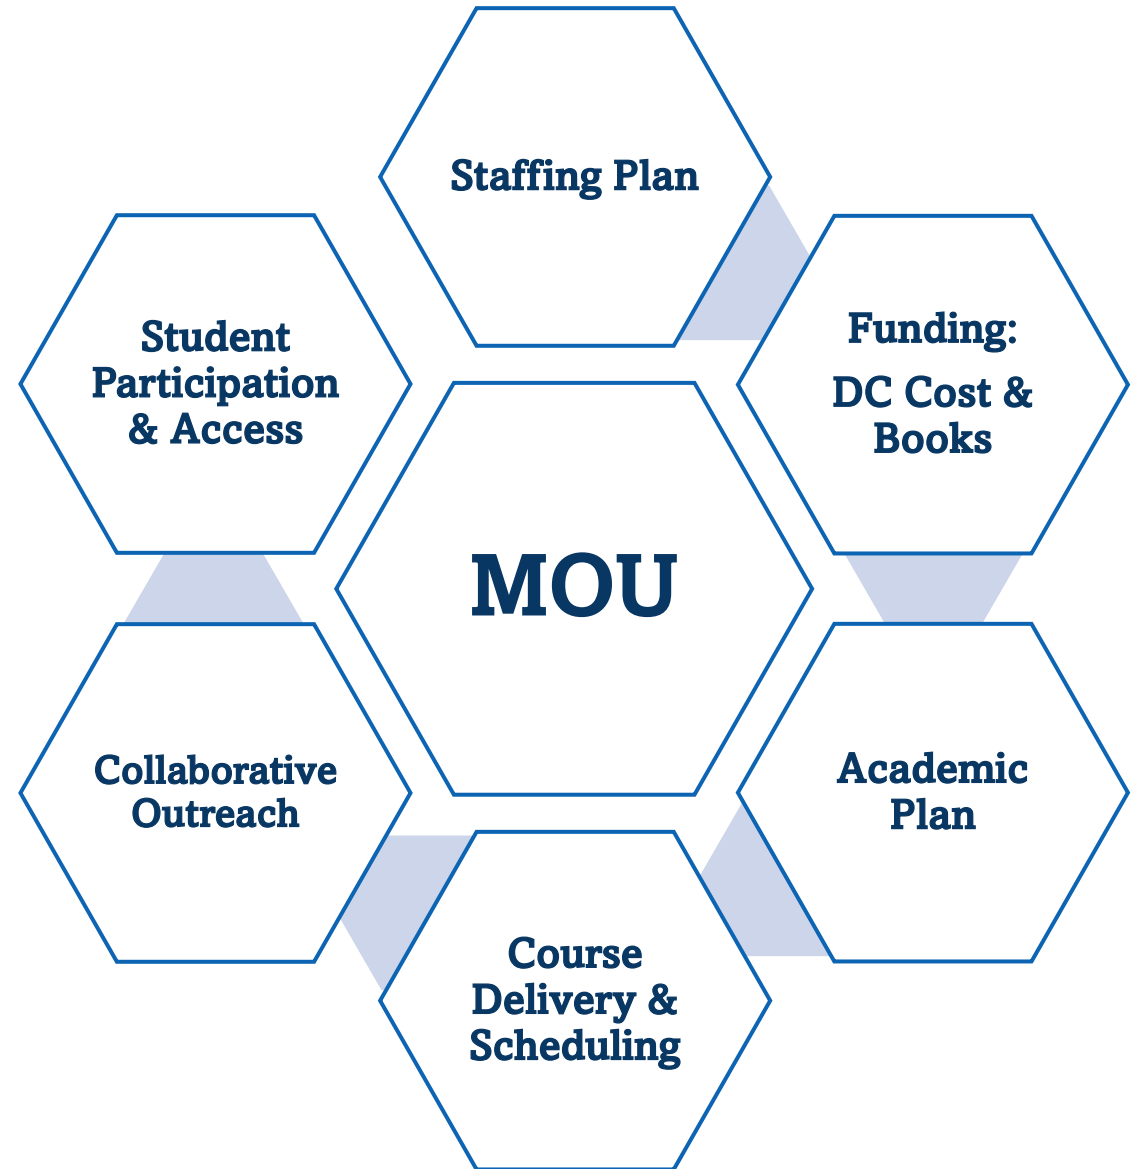 Staffing Plan
Student
Participation
& Access
Funding:
DC Cost &
Books
MOU
Collaborative
Outreach
Academic
Plan
Course
Delivery &
Scheduling